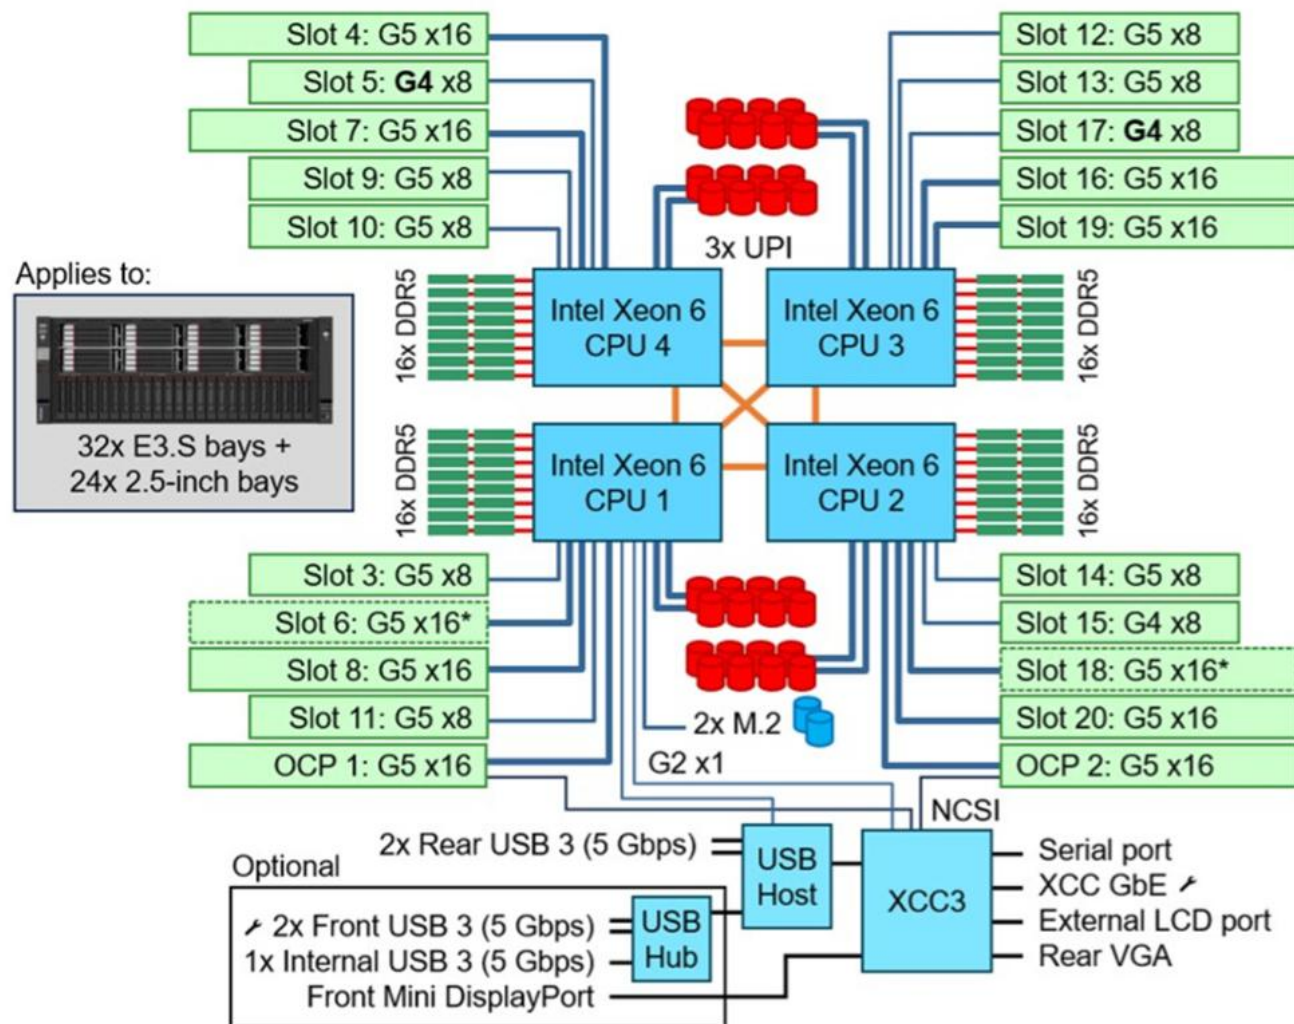 Slot 4: G5 x16
Slot 5: G4 x8
Slot 7: G5 x16
Slot 9: G5 x8
Slot 10: G5 x8
Slot 12: G5 x8
Slot 13: G5 x8
Slot 17: G4 x8
Slot 16: G5 x16
Slot 19: G5 x16
3x UPI
Applies to:
32x E3.S bays +
24x 2.5-inch bays
16x DDR5
Intel Xeon 6
CPU 4
Intel Xeon 6
CPU 3
16x DDR5
16x DDR5
Intel Xeon 6
CPU 1
Intel Xeon 6
CPU 2
16x DDR5
Slot 3: G5 x8
Slot 6: G5 x16*
Slot 8: G5 x16
Slot 11: G5 x8
OCP 1: G5 x16
Slot 14: G5 x8
Slot 15: G4 x8
Slot 18: G5 x16*
Slot 20: G5 x16
OCP 2: G5 x16
2x M.2
G2 x1
NCSI
2x Rear USB 3 (5 Gbps)
USB
Host
XCC3
Serial port
XCC GbE
External LCD port
Rear VGA
Optional
2x Front USB 3 (5 Gbps)
1x Internal USB 3 (5 Gbps)
USB
Hub
Front Mini DisplayPort